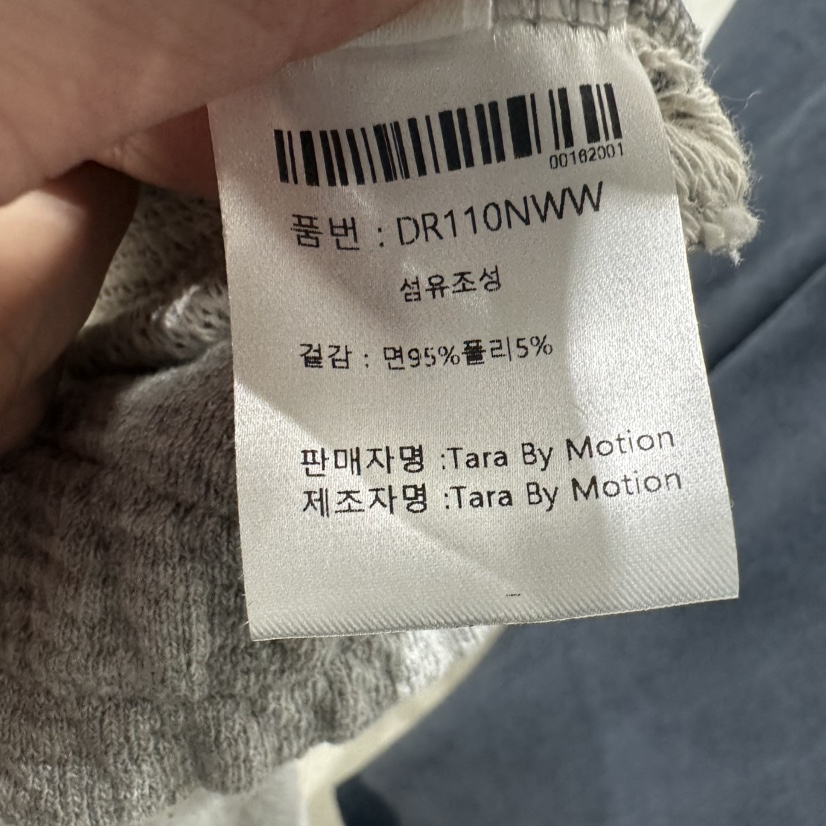 00162001
품번 : DR110NWW
섬유조성
겉감 : 면95%폴리5%
판매자명 :Tara By Motion
제조자명 :Tara By Motion